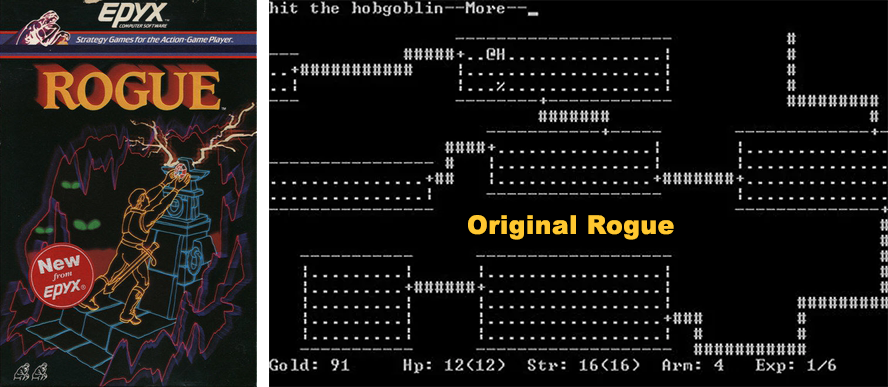 EPYX
COMPUTER SOFTWARE
Strategy Games for the Action-Game Player.
ROGUE™
New
from
EPYX®
hit the hobgoblin--More--
Original Rogue
Gold: 91 Hp: 12(12) Str: 16(16) Arm: 4 Exp: 1/6